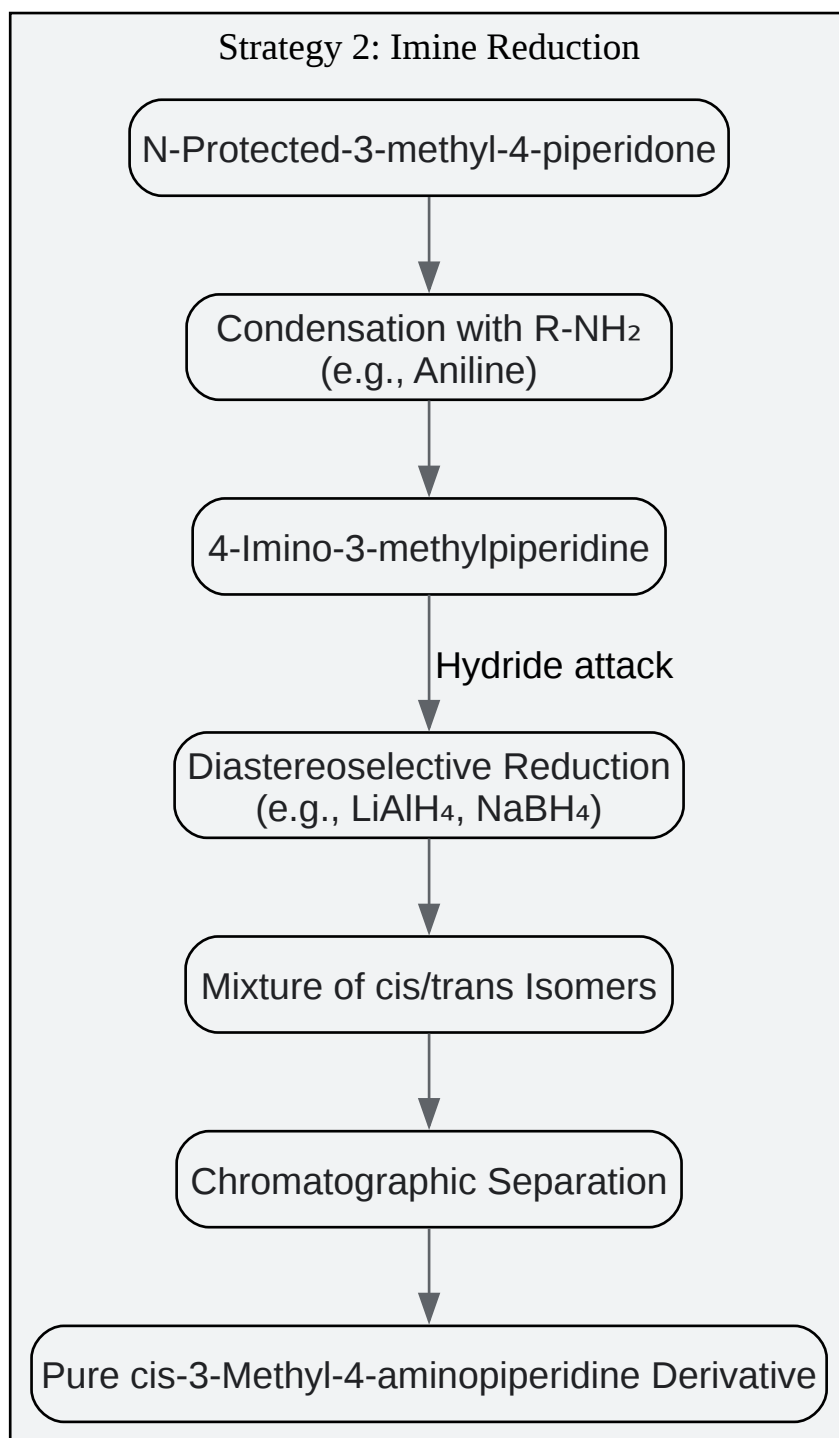 Strategy 2: Imine Reduction
N-Protected-3-methyl-4-piperidone
Condensation with R-NH₂
(e.g., Aniline)
4-Imino-3-methylpiperidine
Hydride attack
Diastereoselective Reduction
(e.g., LiAlH₄, NaBH₄)
Mixture of cis/trans Isomers
Chromatographic Separation
Pure cis-3-Methyl-4-aminopiperidine Derivative